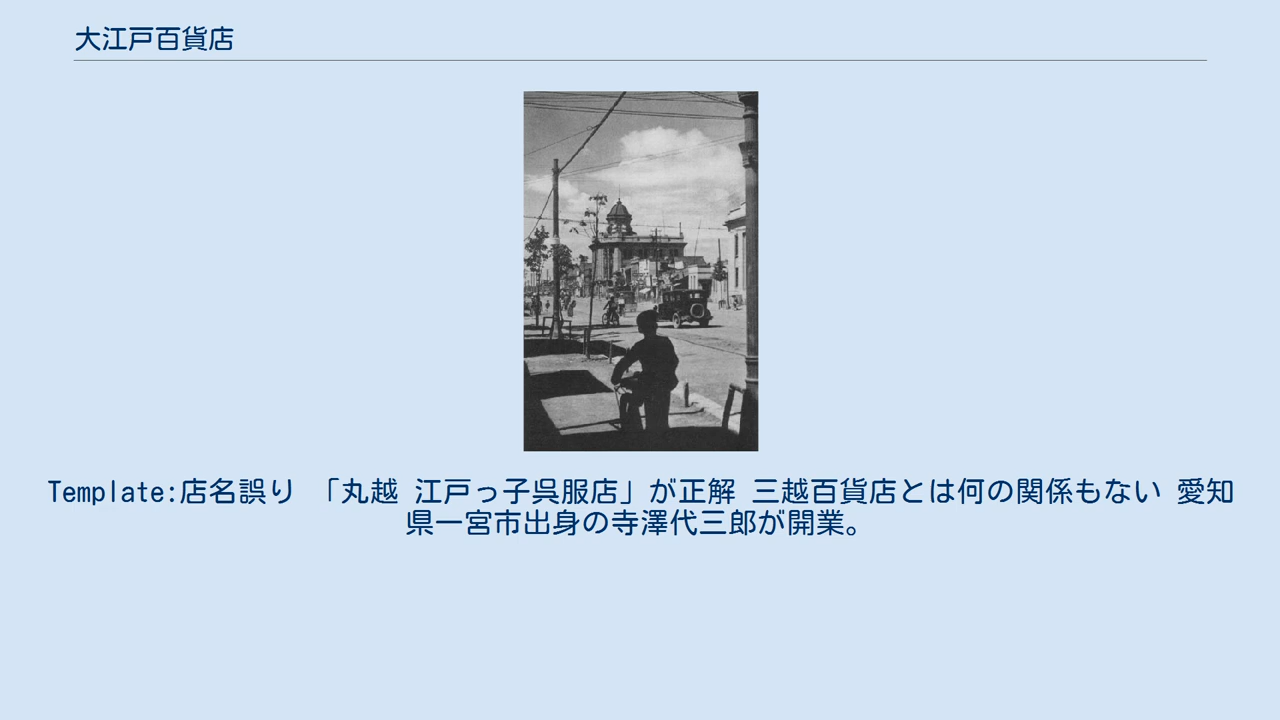 大江戸百貨店
Template:店名誤り 「丸越 江戸っ子呉服店」が正解 三越百貨店とは何の関係もない 愛知
県一宮市出身の寺澤代三郎が開業。